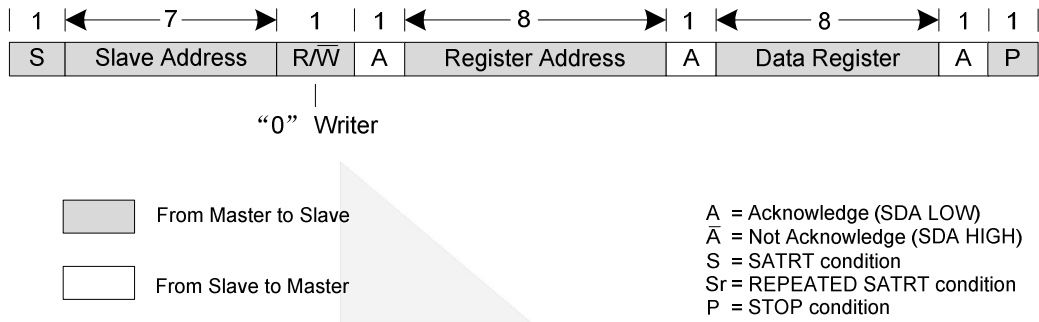 1 7 1 1 8 1 8 1 1
S Slave Address R/W̅ A Register Address A Data Register A P
“0” Writer
From Master to Slave
From Slave to Master
A = Acknowledge (SDA LOW)
A̅ = Not Acknowledge (SDA HIGH)
S = SATRT condition
Sr = REPEATED SATRT condition
P = STOP condition